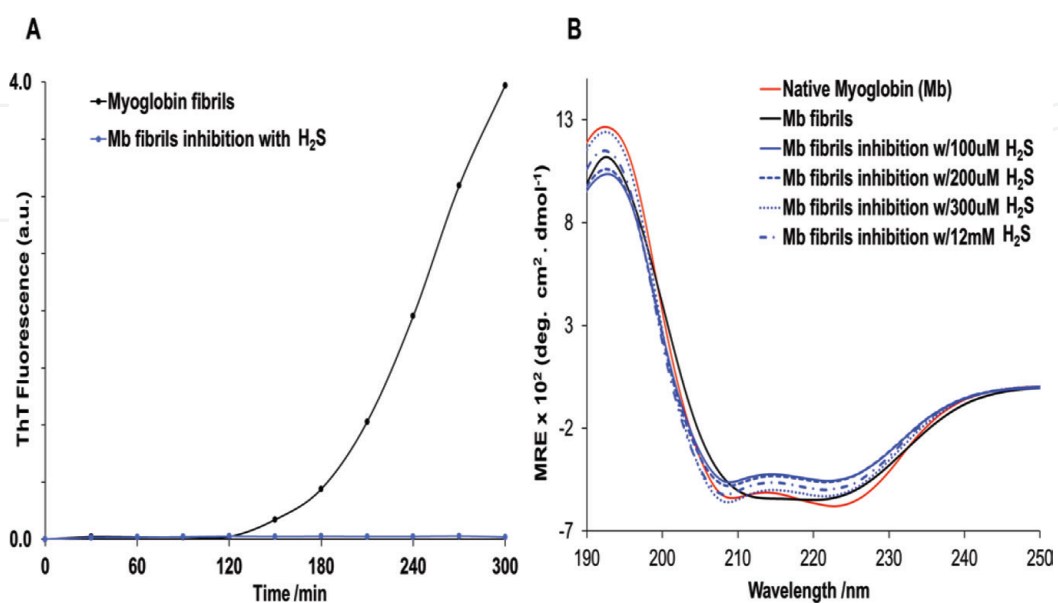 A
ThT Fluorescence (a.u.)
4.0
0.0
Myoglobin fibrils
Mb fibrils inhibition with H₂S
0 60 120 180 240 300
Time /min
B
MRE x 10² (deg. cm² . dmol⁻¹)
13
8
3
-2
-7
Native Myoglobin (Mb)
Mb fibrils
Mb fibrils inhibition w/100uM H₂S
Mb fibrils inhibition w/200uM H₂S
Mb fibrils inhibition w/300uM H₂S
Mb fibrils inhibition w/12mM H₂S
190 200 210 220 230 240 250
Wavelength /nm